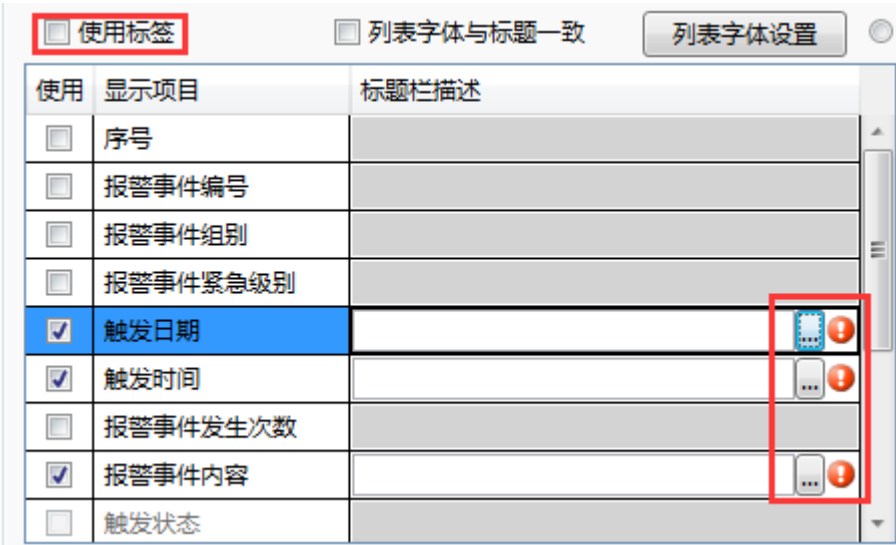 使用标签 列表字体与标题一致 列表字体设置
使用 显示项目 标题栏描述
序号
报警事件编号
报警事件组别
报警事件紧急级别
触发日期 ...
触发时间 ...
报警事件发生次数
报警事件内容 ...
触发状态